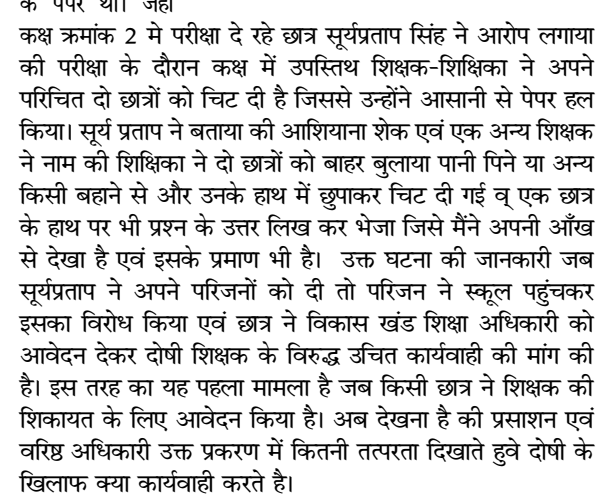 के पेपर था। जहाँ
कक्ष क्रमांक 2 मे परीक्षा दे रहे छात्र सूर्यप्रताप सिंह ने आरोप लगाया
की परीक्षा के दौरान कक्ष में उपस्तिथ शिक्षक-शिक्षिका ने अपने
परिचित दो छात्रों को चिट दी है जिससे उन्होंने आसानी से पेपर हल
किया। सूर्य प्रताप ने बताया की आशियाना शेक एवं एक अन्य शिक्षक
ने नाम की शिक्षिका ने दो छात्रों को बाहर बुलाया पानी पिने या अन्य
किसी बहाने से और उनके हाथ में छुपाकर चिट दी गई व् एक छात्र
के हाथ पर भी प्रश्न के उत्तर लिख कर भेजा जिसे मैंने अपनी आँख
से देखा है एवं इसके प्रमाण भी है। उक्त घटना की जानकारी जब
सूर्यप्रताप ने अपने परिजनों को दी तो परिजन ने स्कूल पहुंचकर
इसका विरोध किया एवं छात्र ने विकास खंड शिक्षा अधिकारी को
आवेदन देकर दोषी शिक्षक के विरुद्ध उचित कार्यवाही की मांग की
है। इस तरह का यह पहला मामला है जब किसी छात्र ने शिक्षक की
शिकायत के लिए आवेदन किया है। अब देखना है की प्रसाशन एवं
वरिष्ठ अधिकारी उक्त प्रकरण में कितनी तत्परता दिखाते हुवे दोषी के
खिलाफ क्या कार्यवाही करते है।